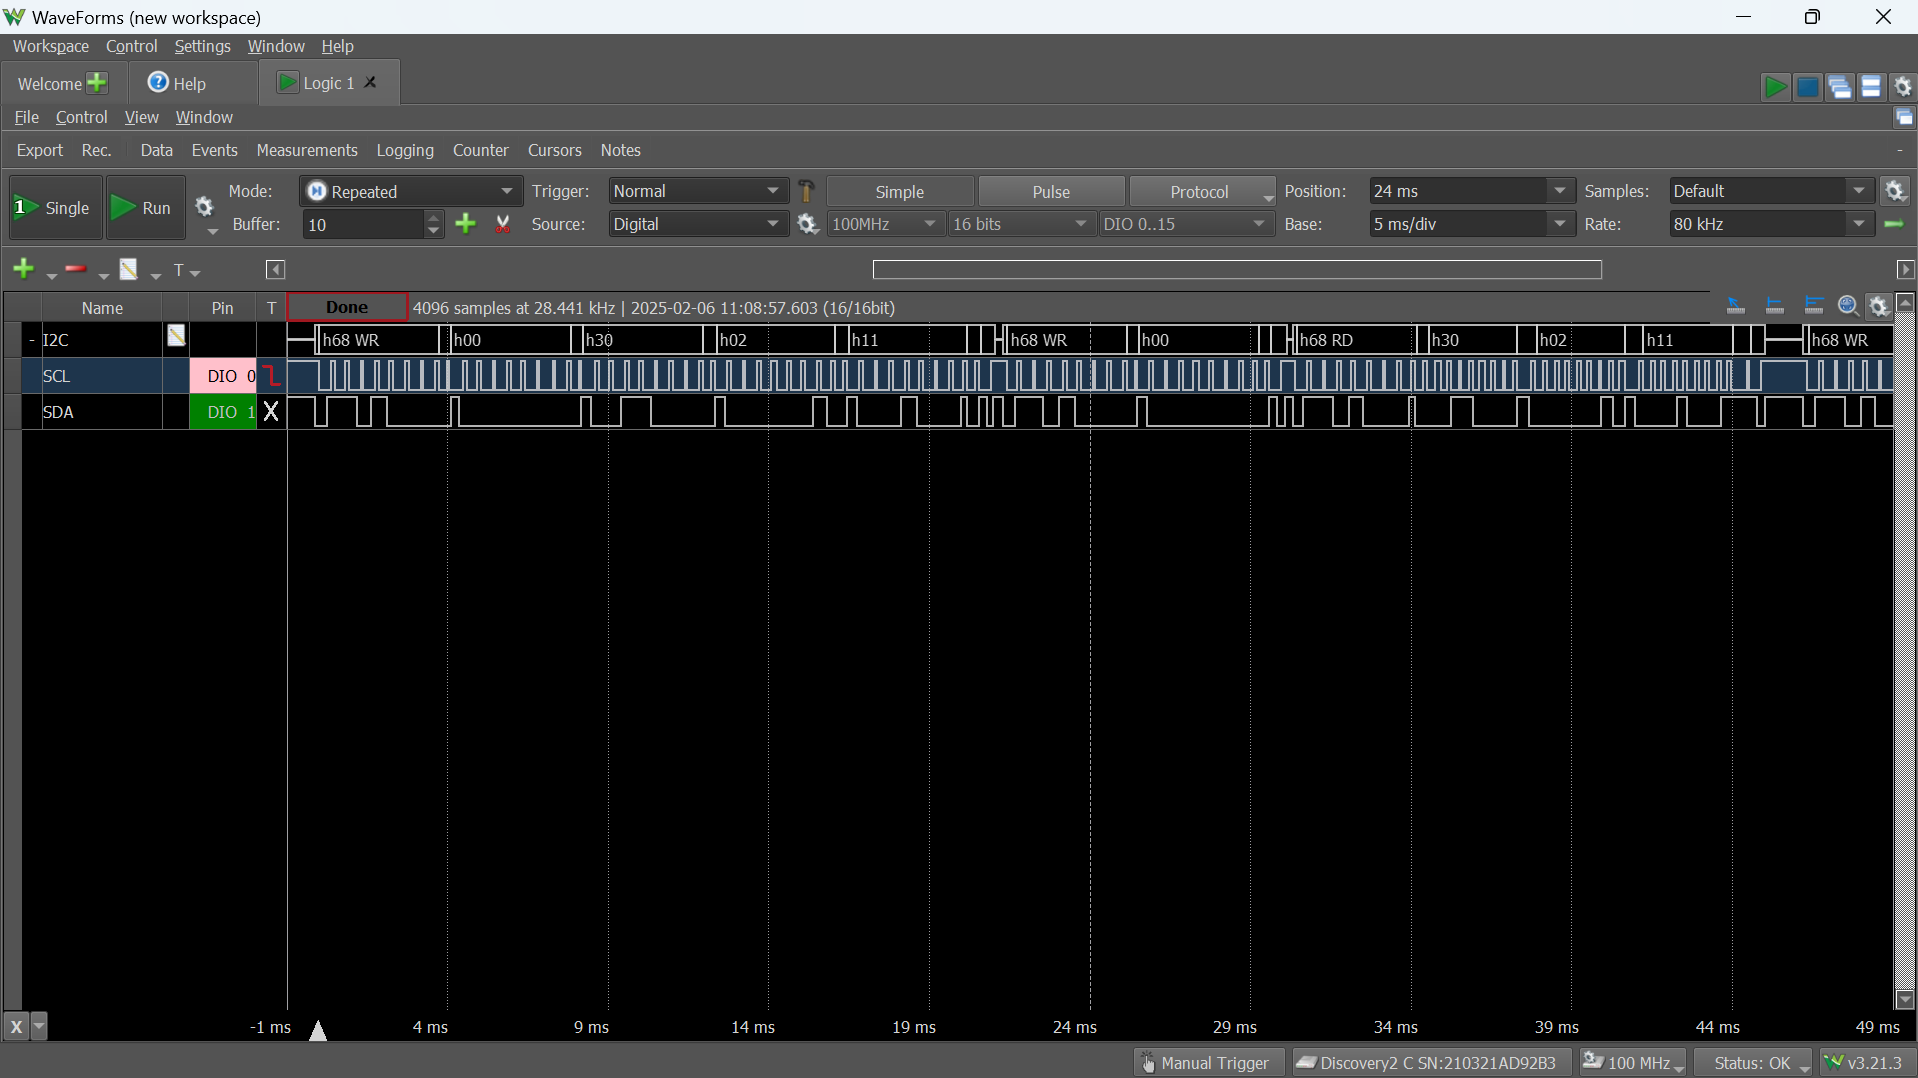 WaveForms (new workspace)
Workspace Control Settings Window Help
Welcome Help Logic 1
File Control View Window
Export Rec. Data Events Measurements Logging Counter Cursors Notes
1 Single Run Mode: Repeated Trigger: Normal Simple Pulse Protocol Position: 24 ms Samples: Default
Buffer: 10 Source: Digital 100MHz 16 bits DIO 0..15 Base: 5 ms/div Rate: 80 kHz
T
Name Pin T Done 4096 samples at 28.441 kHz | 2025-02-06 11:08:57.603 (16/16bit)
- I2C h68 WR h00 h30 h02 h11 h68 WR h00 h68 RD h30 h02 h11 h68 WR
SCL DIO 0
SDA DIO 1 X
X -1 ms 4 ms 9 ms 14 ms 19 ms 24 ms 29 ms 34 ms 39 ms 44 ms 49 ms
Manual Trigger Discovery2 C SN:210321AD92B3 100 MHz Status: OK v3.21.3